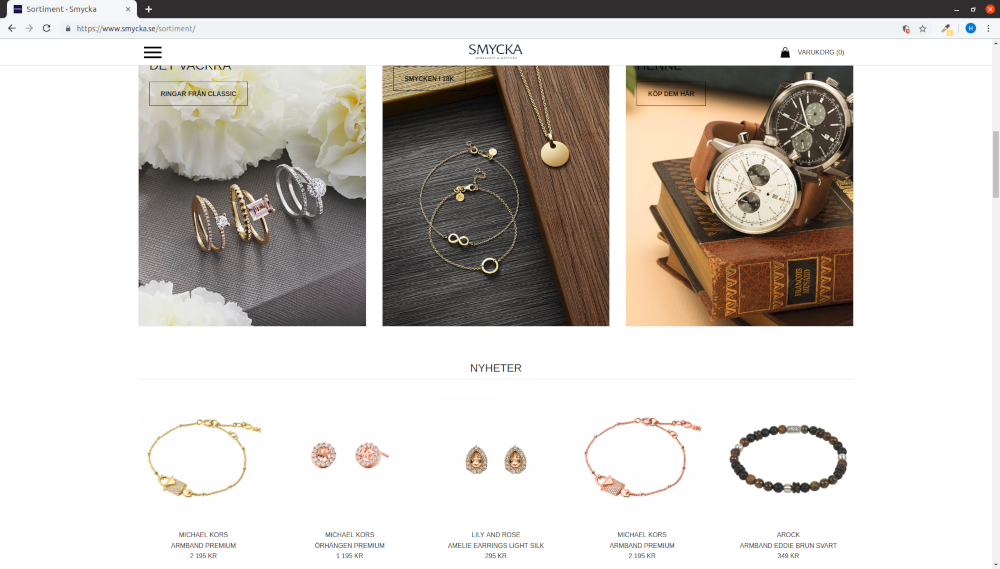 Sortiment - Smycka
https://www.smycka.se/sortiment/
H
SMYCKA
VARUKORG (0)
DET VACKRA
RINGAR FRÅN CLASSIC
SMYCKEN I 18K
HENNE
KÖP DEM HÄR
FRANÇOIS
NYHETER
MICHAEL KORS
ARMBAND PREMIUM
2 195 KR
MICHAEL KORS
ÖRHÄNGEN PREMIUM
1 195 KR
LILY AND ROSE
AMELIE EARRINGS LIGHT SILK
295 KR
MICHAEL KORS
ARMBAND PREMIUM
2 195 KR
AROCK
ARMBAND EDDIE BRUN SVART
349 KR